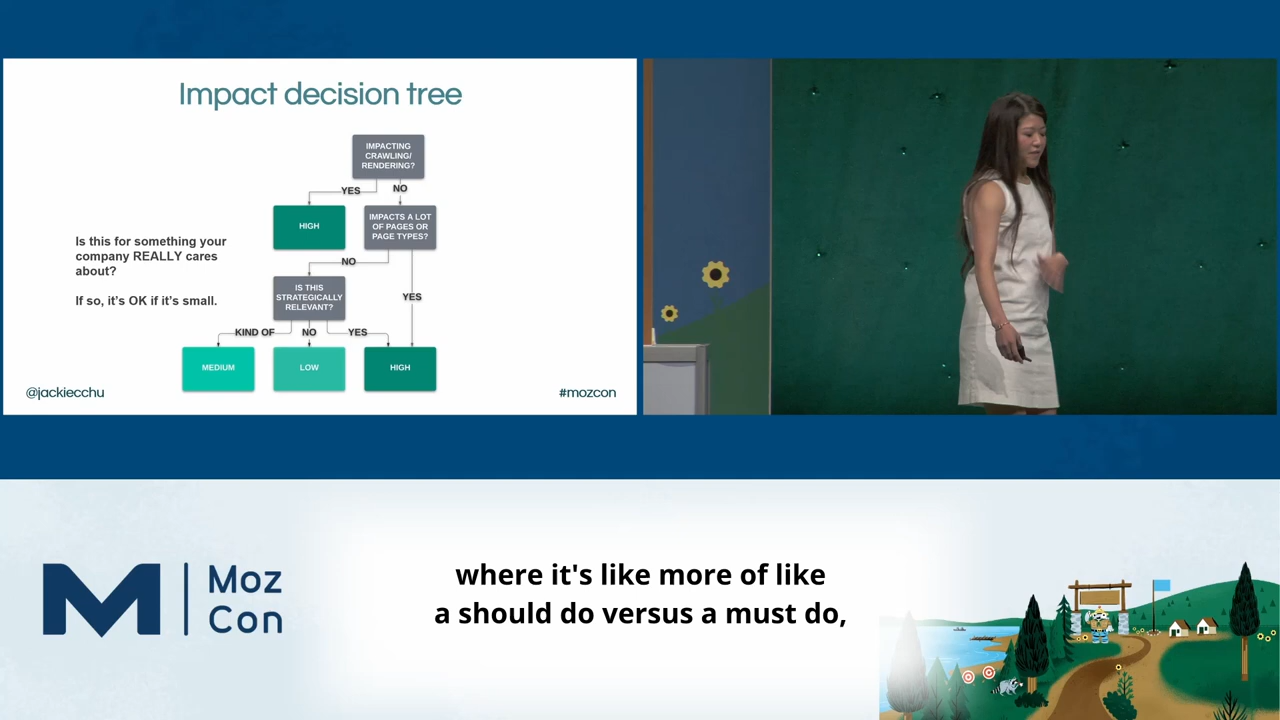 Impact decision tree
IMPACTING
CRAWLING/
RENDERING?
YES
NO
HIGH
IMPACTS A LOT
OF PAGES OR
PAGE TYPES?
Is this for something your
company REALLY cares
about?
If so, it's OK if it's small.
NO
YES
IS THIS
STRATEGICALLY
RELEVANT?
KIND OF
NO
YES
MEDIUM
LOW
HIGH
@jackiecchu
#mozcon
M
Moz
Con
where it's like more of like
a should do versus a must do,